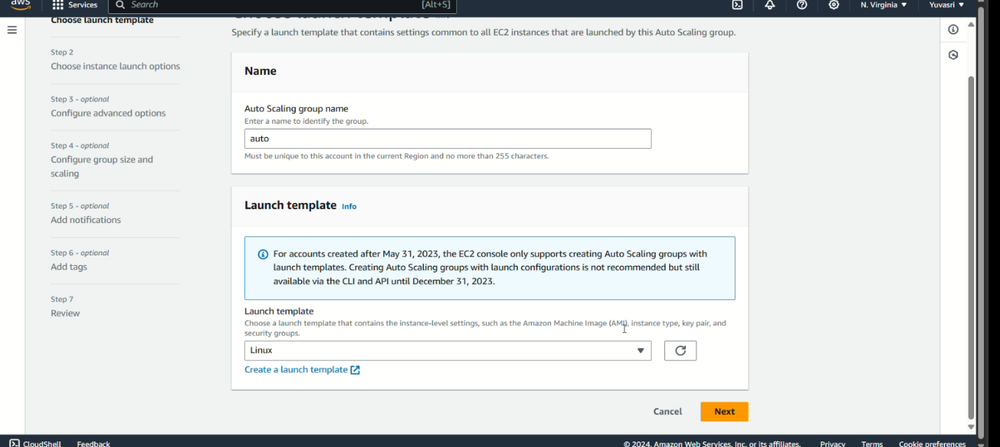 aws
Services
Search
[Alt+S]
N. Virginia
Yuvasri
Choose launch template
Step 2
Choose instance launch options
Step 3 - optional
Configure advanced options
Step 4 - optional
Configure group size and
scaling
Step 5 - optional
Add notifications
Step 6 - optional
Add tags
Step 7
Review
Specify a launch template that contains settings common to all EC2 instances that are launched by this Auto Scaling group.
Name
Auto Scaling group name
Enter a name to identify the group.
auto
Must be unique to this account in the current Region and no more than 255 characters.
Launch template Info
For accounts created after May 31, 2023, the EC2 console only supports creating Auto Scaling groups with
launch templates. Creating Auto Scaling groups with launch configurations is not recommended but still
available via the CLI and API until December 31, 2023.
Launch template
Choose a launch template that contains the instance-level settings, such as the Amazon Machine Image (AMI), instance type, key pair, and
security groups.
Linux
Create a launch template
Cancel
Next
CloudShell
Feedback
© 2024, Amazon Web Services, Inc. or its affiliates.
Privacy
Terms
Cookie preferences